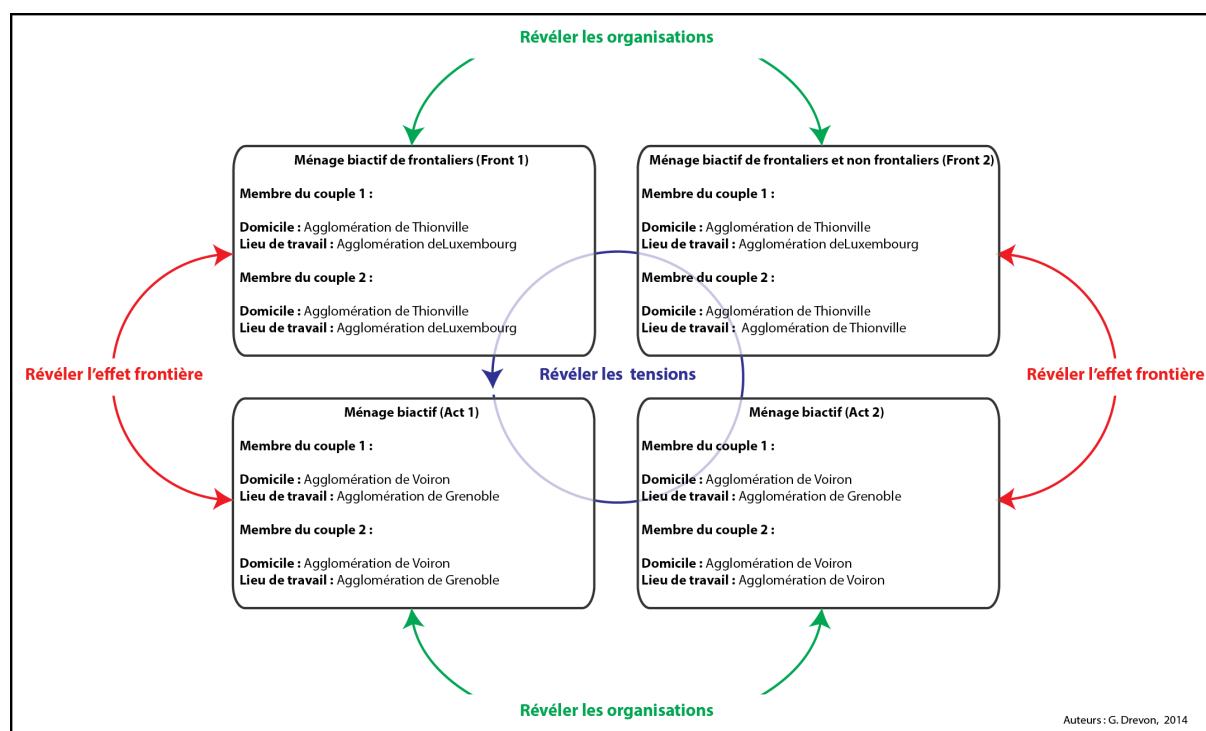 Révéler les organisations
Ménage biactif de frontaliers (Front 1)
Membre du couple 1 :
Domicile : Agglomération de Thionville
Lieu de travail : Agglomération deLuxembourg
Membre du couple 2 :
Domicile : Agglomération de Thionville
Lieu de travail : Agglomération deLuxembourg
Ménage biactif de frontaliers et non frontaliers (Front 2)
Membre du couple 1 :
Domicile : Agglomération de Thionville
Lieu de travail : Agglomération deLuxembourg
Membre du couple 2 :
Domicile : Agglomération de Thionville
Lieu de travail : Agglomération de Thionville
Révéler l'effet frontière
Révéler les tensions
Révéler l'effet frontière
Ménage biactif (Act 1)
Membre du couple 1 :
Domicile : Agglomération de Voiron
Lieu de travail : Agglomération de Grenoble
Membre du couple 2 :
Domicile : Agglomération de Voiron
Lieu de travail : Agglomération de Grenoble
Ménage biactif (Act 2)
Membre du couple 1 :
Domicile : Agglomération de Voiron
Lieu de travail : Agglomération de Grenoble
Membre du couple 2 :
Domicile : Agglomération de Voiron
Lieu de travail : Agglomération de Voiron
Révéler les organisations
Auteurs : G. Drevon, 2014